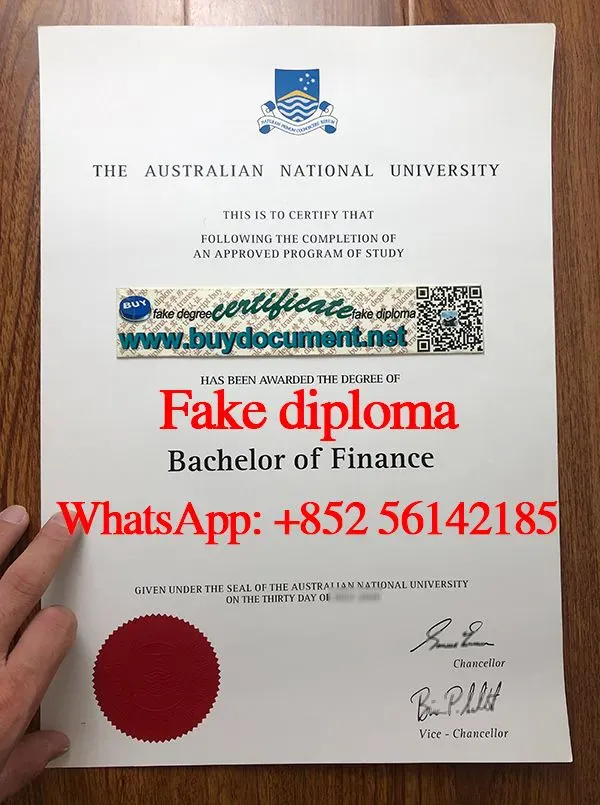 THE AUSTRALIAN NATIONAL UNIVERSITY
THIS IS TO CERTIFY THAT
FOLLOWING THE COMPLETION OF
AN APPROVED PROGRAM OF STUDY
BUY
fake degree certificate fake diploma
www.buydocument.net
HAS BEEN AWARDED THE DEGREE OF
Fake diploma
Bachelor of Finance
WhatsApp: +852 56142185
GIVEN UNDER THE SEAL OF THE AUSTRALIAN NATIONAL UNIVERSITY
ON THE THIRTY DAY OF
Chancellor
Vice - Chancellor